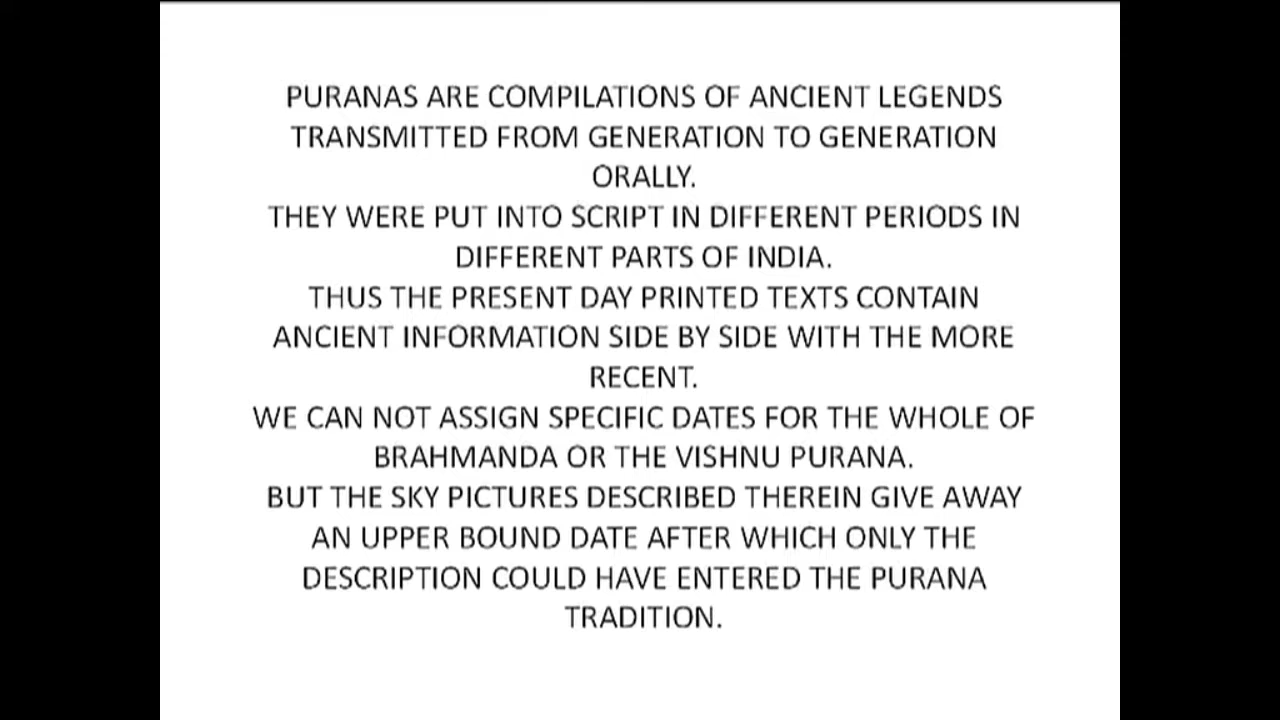 PURANAS ARE COMPILATIONS OF ANCIENT LEGENDS
TRANSMITTED FROM GENERATION TO GENERATION
ORALLY.
THEY WERE PUT INTO SCRIPT IN DIFFERENT PERIODS IN
DIFFERENT PARTS OF INDIA.
THUS THE PRESENT DAY PRINTED TEXTS CONTAIN
ANCIENT INFORMATION SIDE BY SIDE WITH THE MORE
RECENT.
WE CAN NOT ASSIGN SPECIFIC DATES FOR THE WHOLE OF
BRAHMANDA OR THE VISHNU PURANA.
BUT THE SKY PICTURES DESCRIBED THEREIN GIVE AWAY
AN UPPER BOUND DATE AFTER WHICH ONLY THE
DESCRIPTION COULD HAVE ENTERED THE PURANA
TRADITION.